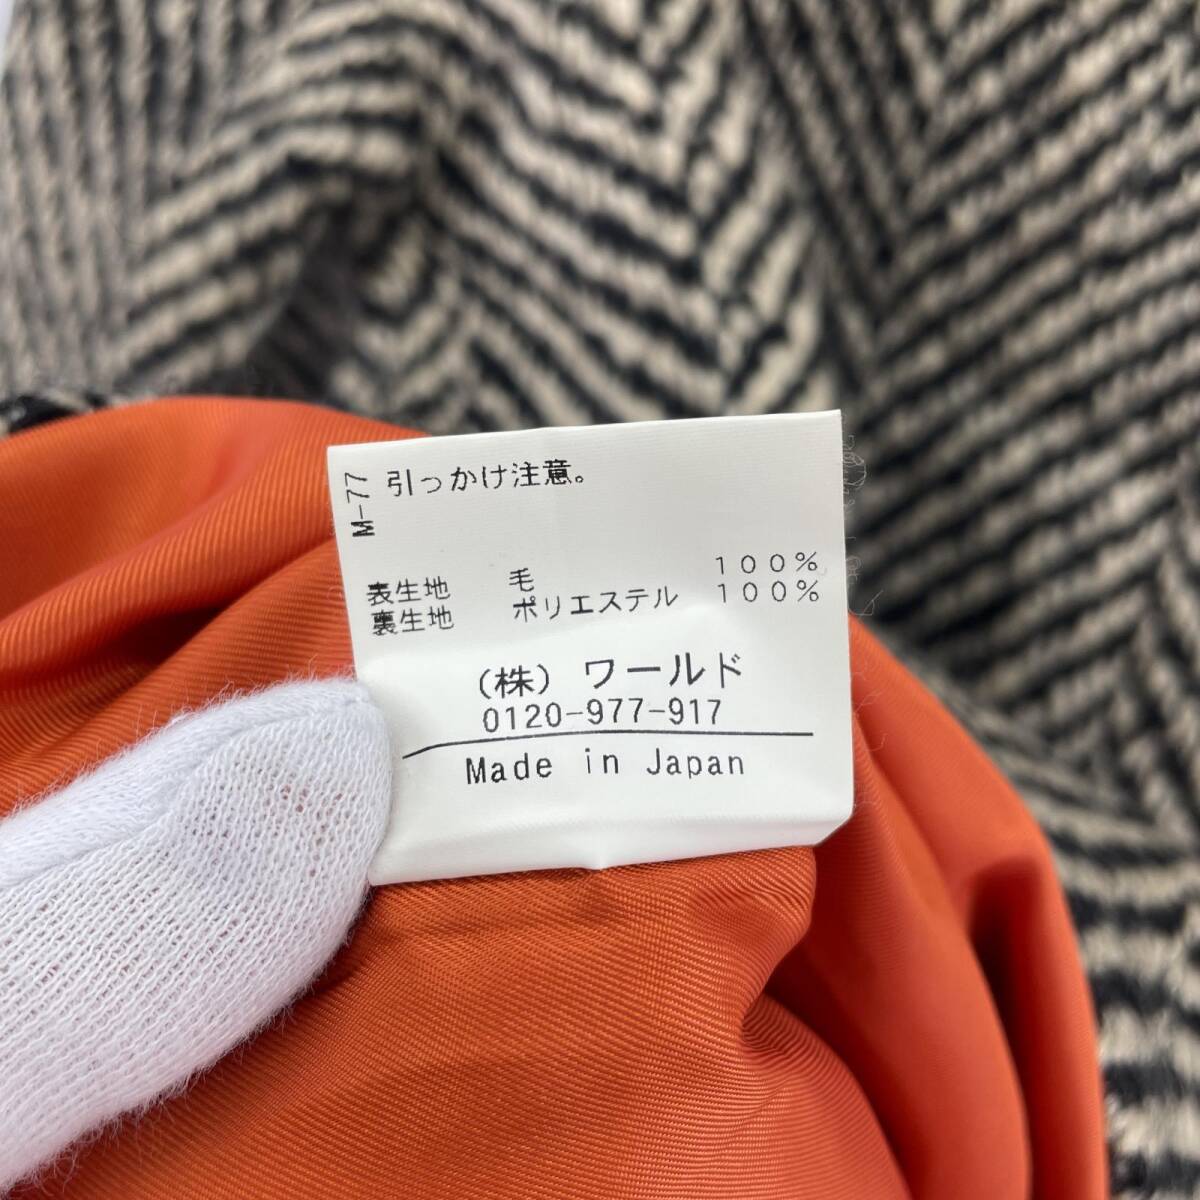 M-77
引っかけ注意。
表生地 毛 １００％
裏生地 ポリエステル １００％
(株) ワールド
0120-977-917
Made in Japan